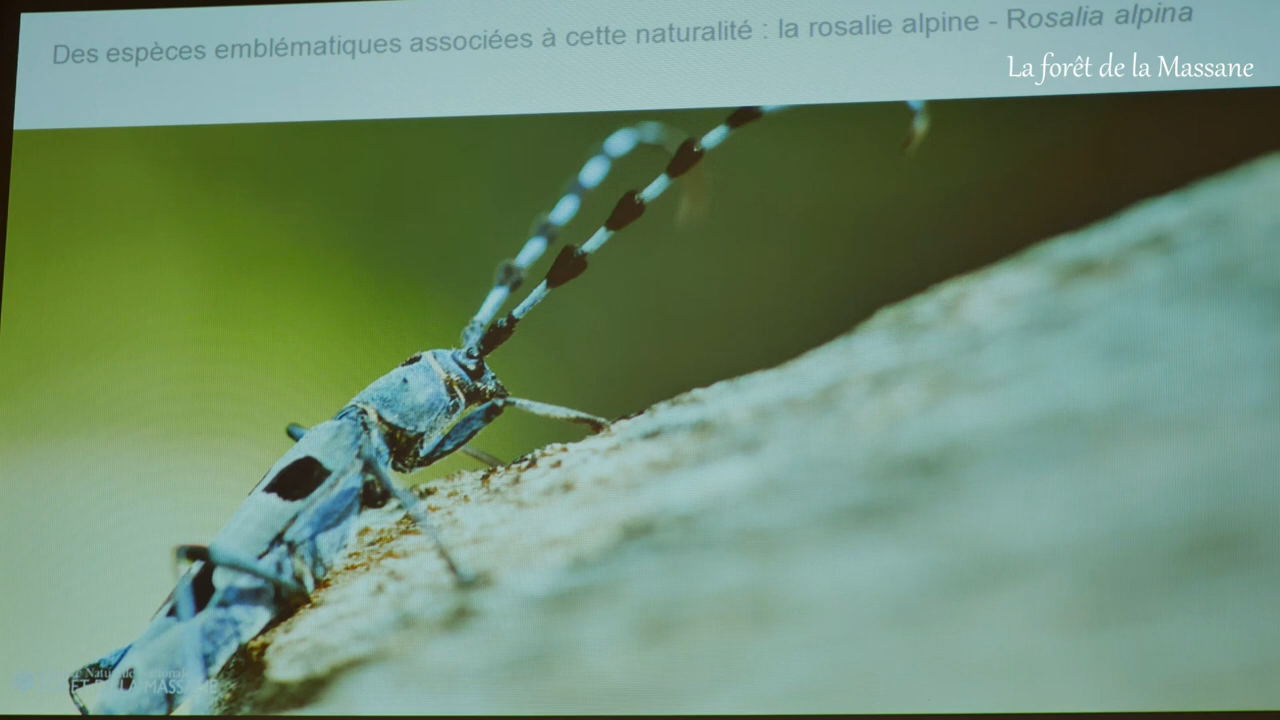 Des espèces emblématiques associées à cette naturalité : la rosalie alpine - Rosalia alpina
La forêt de la Massane